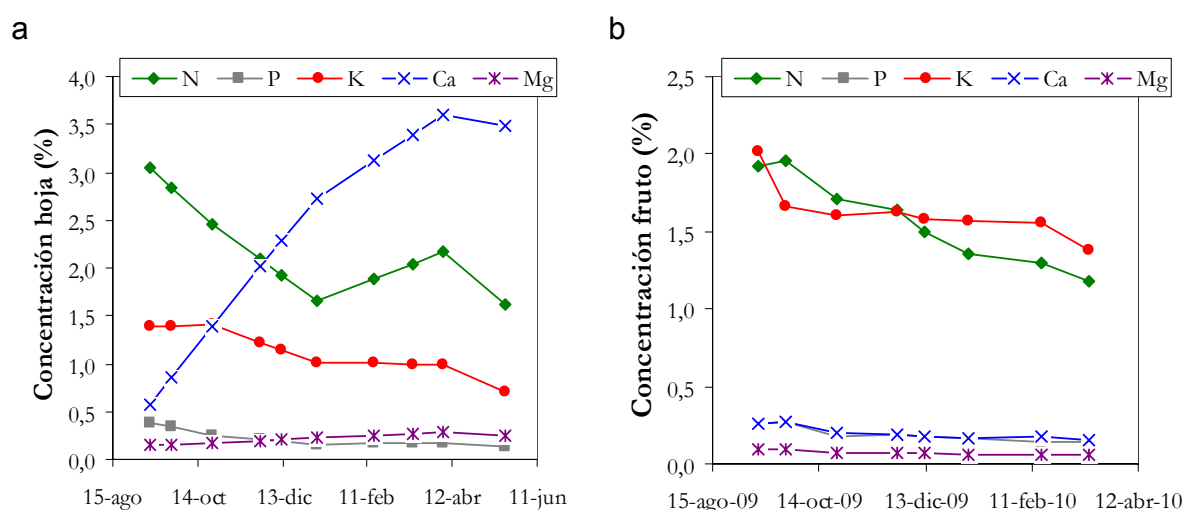 a
N P K Ca Mg
Concentración hoja (%)
4,0
3,5
3,0
2,5
2,0
1,5
1,0
0,5
0,0
15-ago 14-oct 13-dic 11-feb 12-abr 11-jun
b
N P K Ca Mg
Concentración fruto (%)
2,5
2,0
1,5
1,0
0,5
0,0
15-ago-09 14-oct-09 13-dic-09 11-feb-10 12-abr-10